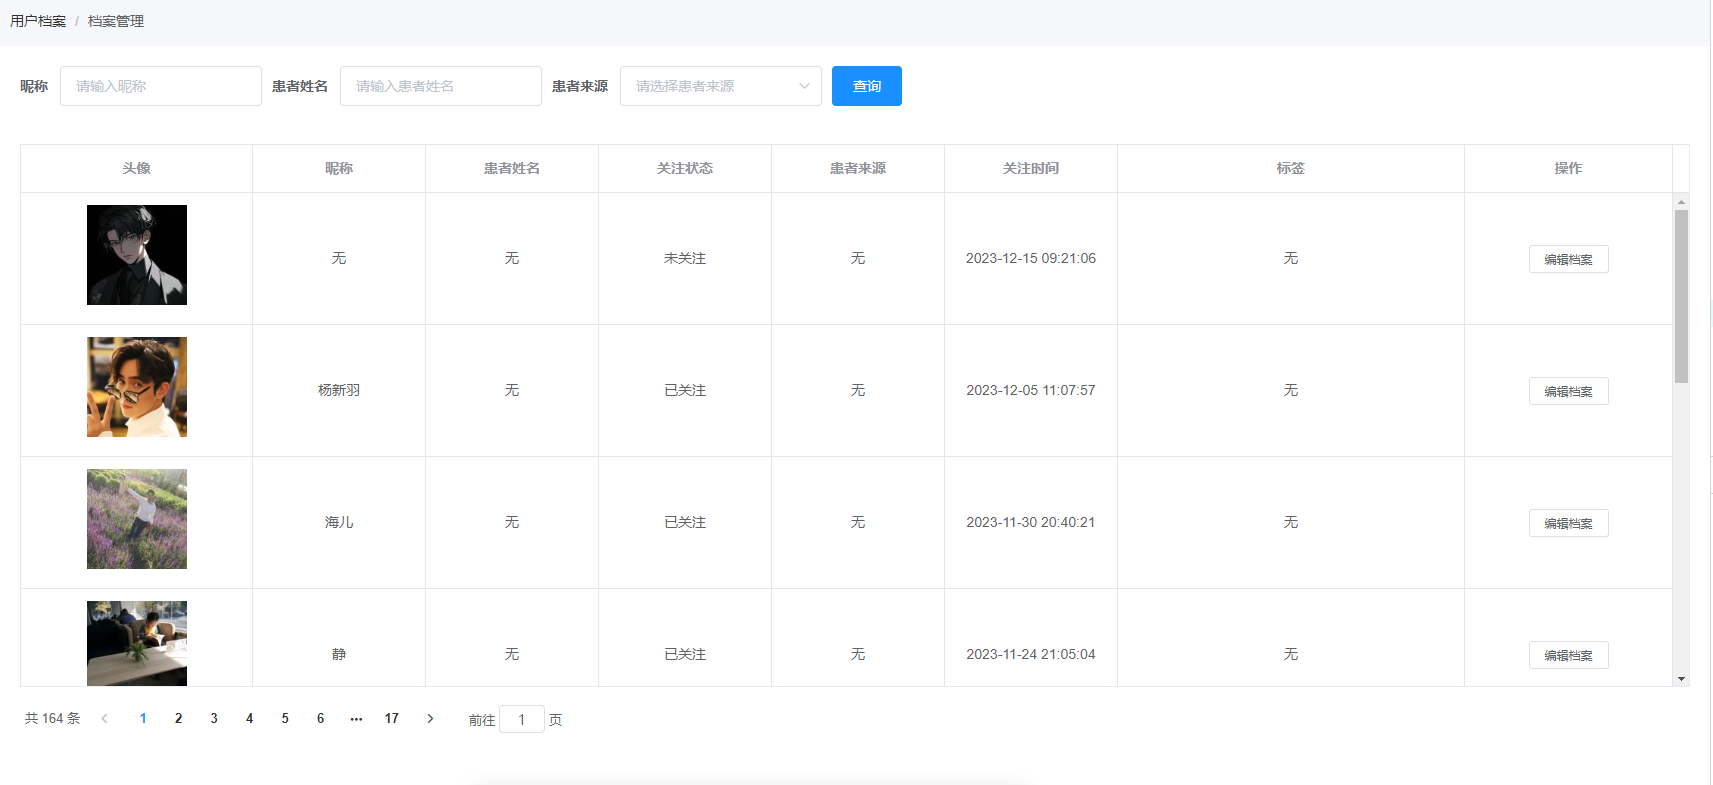 用户档案 / 档案管理
昵称 请输入昵称 患者姓名 请输入患者姓名 患者来源 请选择患者来源 查询
头像 昵称 患者姓名 关注状态 患者来源 关注时间 标签 操作
无 无 未关注 无 2023-12-15 09:21:06 无 编辑档案
杨新羽 无 已关注 无 2023-12-05 11:07:57 无 编辑档案
海儿 无 已关注 无 2023-11-30 20:40:21 无 编辑档案
静 无 已关注 无 2023-11-24 21:05:04 无 编辑档案
共 164 条 1 2 3 4 5 6 ••• 17 前往 1 页